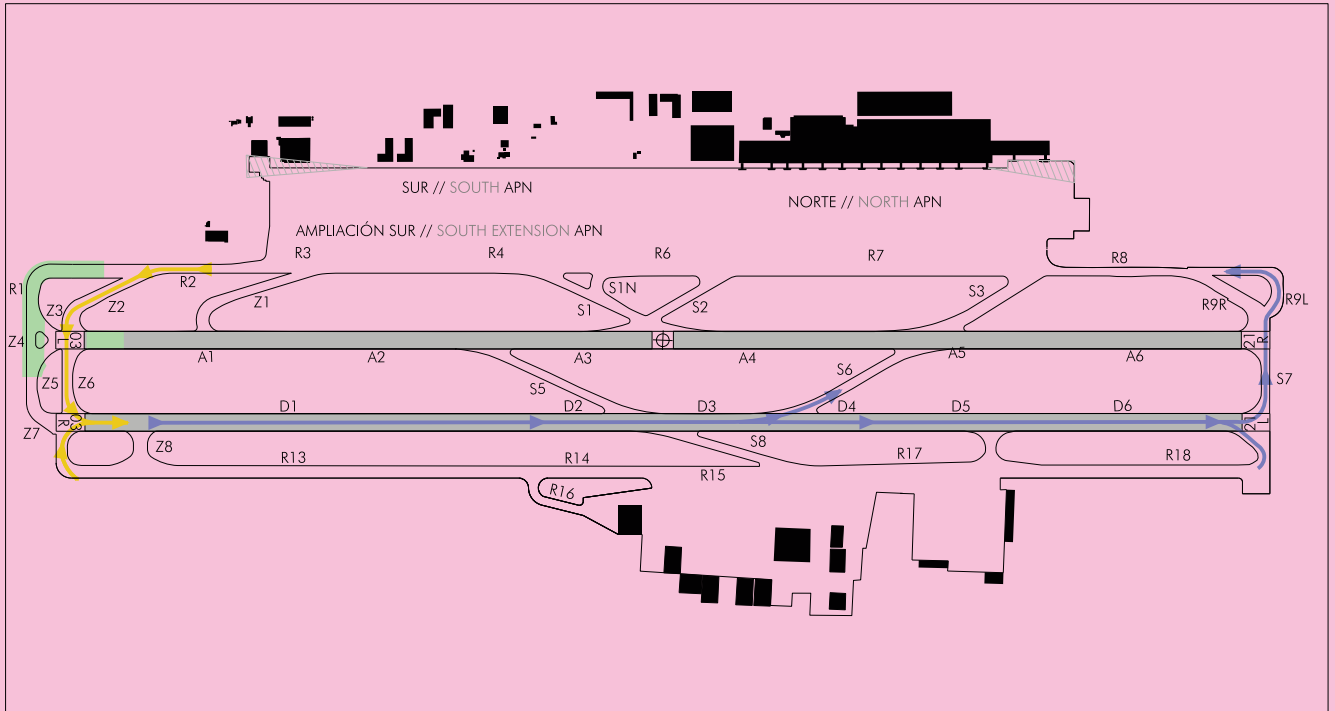 SUR // SOUTH APN
NORTE // NORTH APN
AMPLIACIÓN SUR // SOUTH EXTENSION APN
R3 R4 R6 R7 R8
R1 R2 S1N S3 R9R R9L
Z3 Z2 Z1 S1 S2
Z4 03 L 21 R
A1 A2 A3 A4 A5 A6
Z5 Z6 S5 S6 S7
D1 D2 D3 D4 D5 D6
Z7 03 R 21 L
Z8 S8
R13 R14 R15 R17 R18
R16